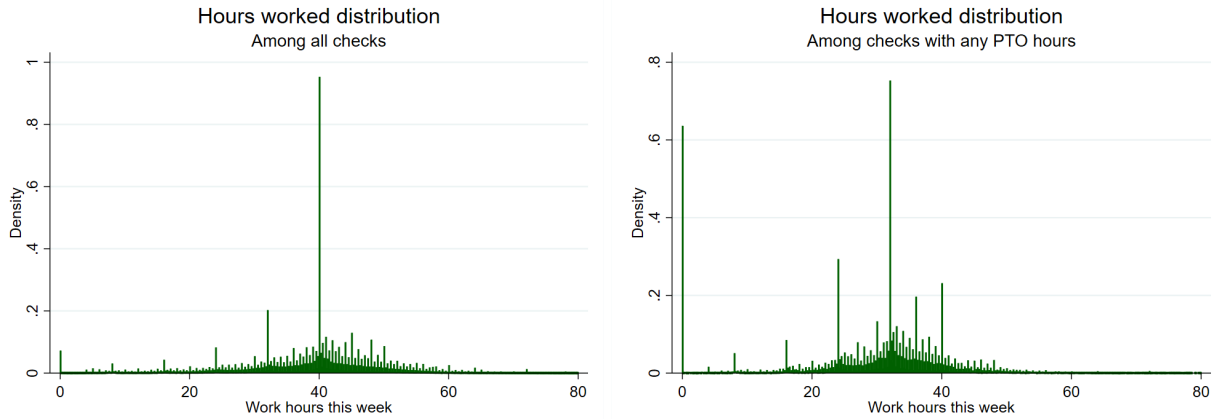 Hours worked distribution
Among all checks
Density
1
.8
.6
.4
.2
0
0 20 40 60 80
Work hours this week
Hours worked distribution
Among checks with any PTO hours
Density
.8
.6
.4
.2
0
0 20 40 60 80
Work hours this week